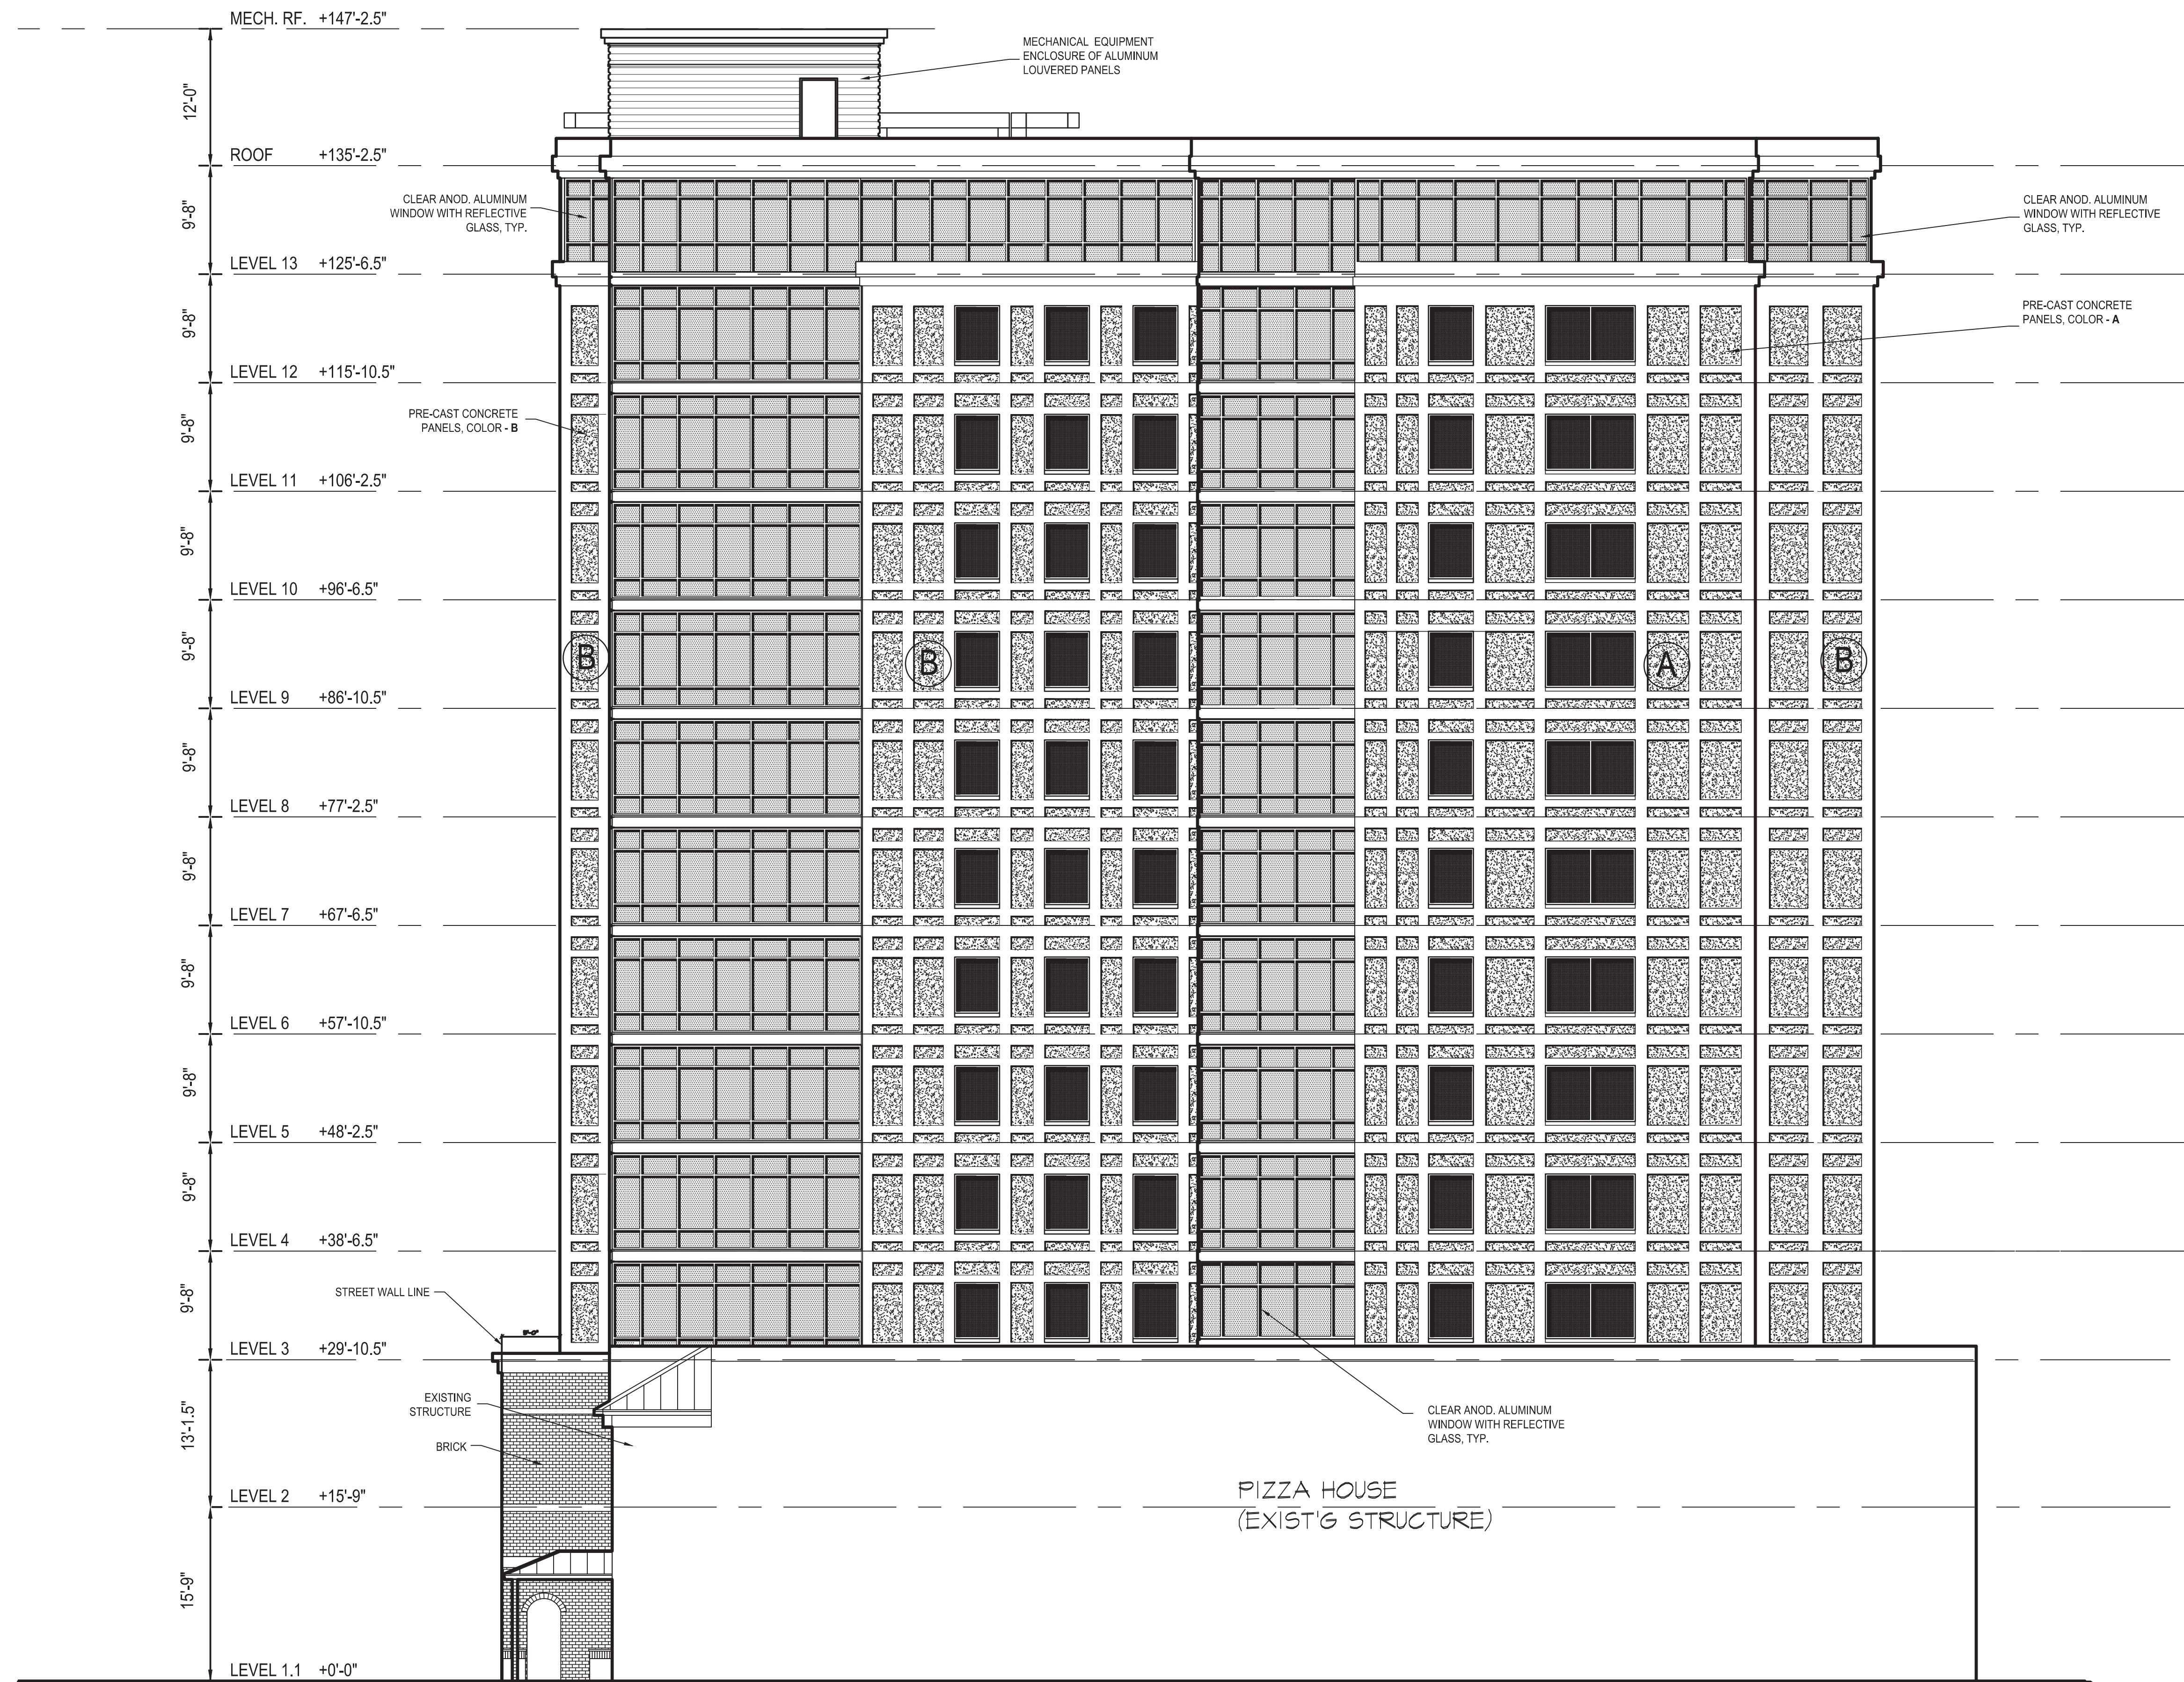 MECH. RF. +147'-2.5"
MECHANICAL EQUIPMENT
ENCLOSURE OF ALUMINUM
LOUVERED PANELS
12'-0"
ROOF +135'-2.5"
CLEAR ANOD. ALUMINUM
WINDOW WITH REFLECTIVE
GLASS, TYP.
CLEAR ANOD. ALUMINUM
WINDOW WITH REFLECTIVE
GLASS, TYP.
9'-8"
LEVEL 13 +125'-6.5"
PRE-CAST CONCRETE
PANELS, COLOR - A
9'-8"
LEVEL 12 +115'-10.5"
PRE-CAST CONCRETE
PANELS, COLOR - B
9'-8"
LEVEL 11 +106'-2.5"
9'-8"
LEVEL 10 +96'-6.5"
9'-8"
B
B
A
B
LEVEL 9 +86'-10.5"
9'-8"
LEVEL 8 +77'-2.5"
9'-8"
LEVEL 7 +67'-6.5"
9'-8"
LEVEL 6 +57'-10.5"
9'-8"
LEVEL 5 +48'-2.5"
9'-8"
LEVEL 4 +38'-6.5"
9'-8"
STREET WALL LINE
LEVEL 3 +29'-10.5"
EXISTING
STRUCTURE
13'-1.5"
BRICK
CLEAR ANOD. ALUMINUM
WINDOW WITH REFLECTIVE
GLASS, TYP.
LEVEL 2 +15'-9"
PIZZA HOUSE
(EXIST'G STRUCTURE)
15'-9"
LEVEL 1.1 +0'-0"